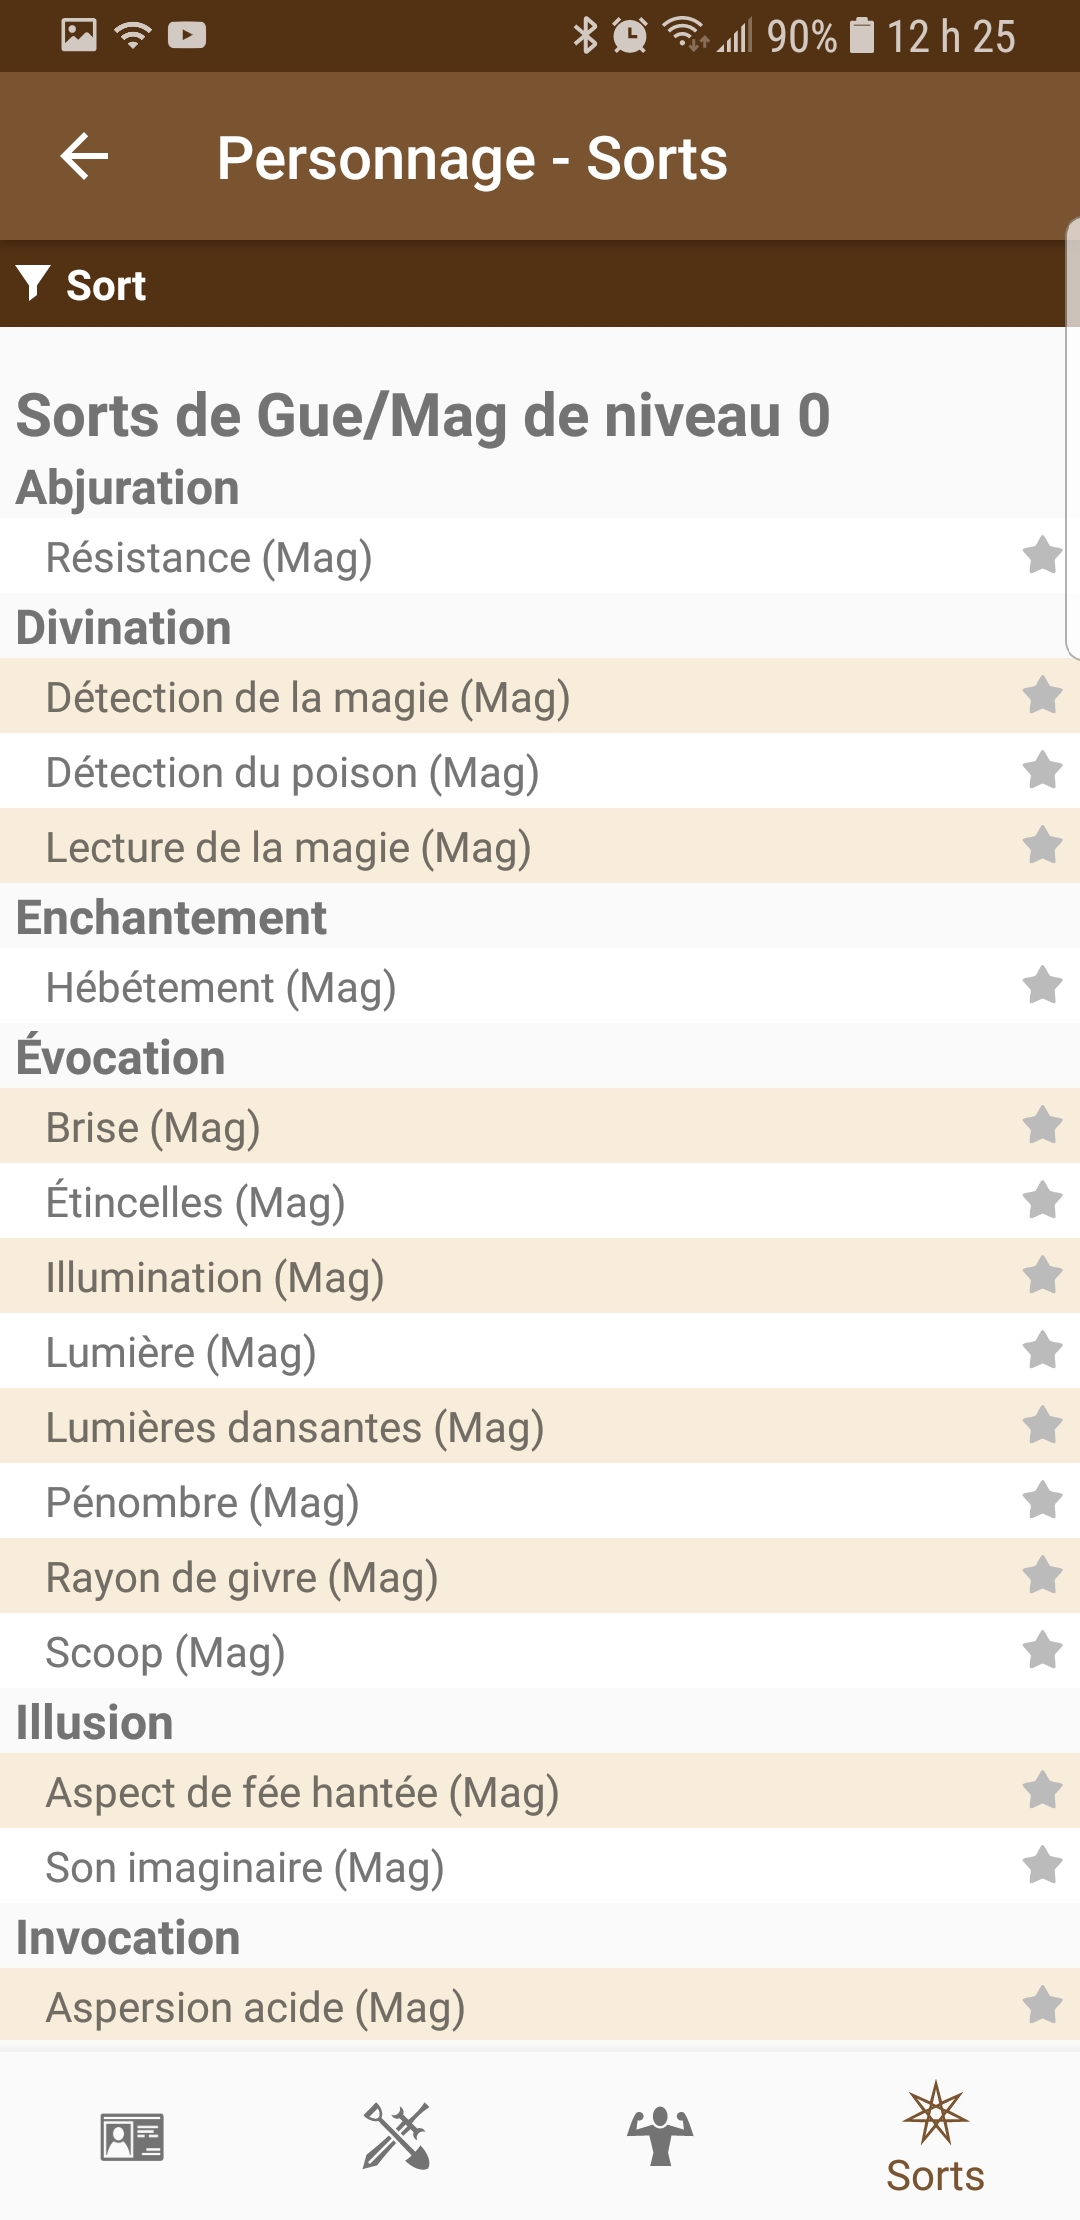 90% 12 h 25
Personnage - Sorts
Sort
Sorts de Gue/Mag de niveau 0
Abjuration
Résistance (Mag)
Divination
Détection de la magie (Mag)
Détection du poison (Mag)
Lecture de la magie (Mag)
Enchantement
Hébétement (Mag)
Évocation
Brise (Mag)
Étincelles (Mag)
Illumination (Mag)
Lumière (Mag)
Lumières dansantes (Mag)
Pénombre (Mag)
Rayon de givre (Mag)
Scoop (Mag)
Illusion
Aspect de fée hantée (Mag)
Son imaginaire (Mag)
Invocation
Aspersion acide (Mag)
Sorts